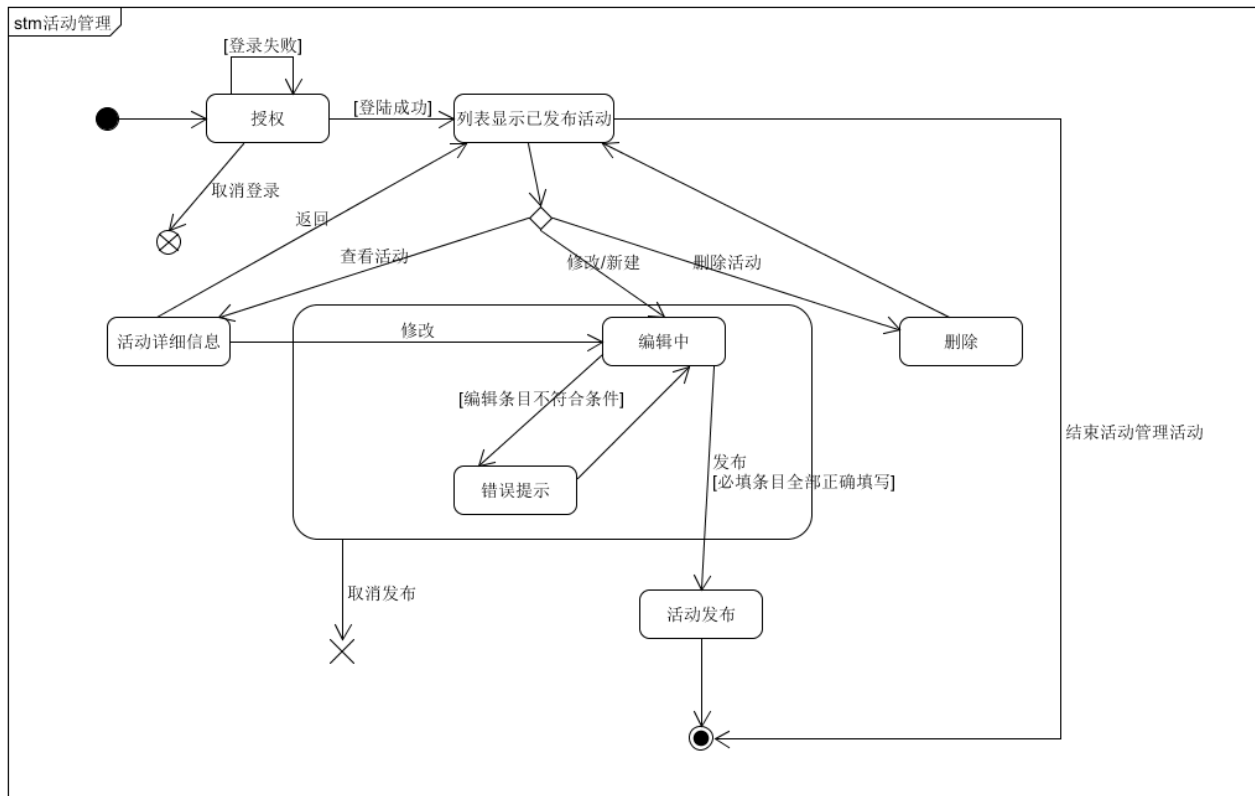 stm活动管理
[登录失败]
授权
[登陆成功]
列表显示已发布活动
取消登录
返回
查看活动
修改/新建
删除活动
活动详细信息
修改
编辑中
删除
[编辑条目不符合条件]
结束活动管理活动
错误提示
发布
[必填条目全部正确填写]
取消发布
活动发布